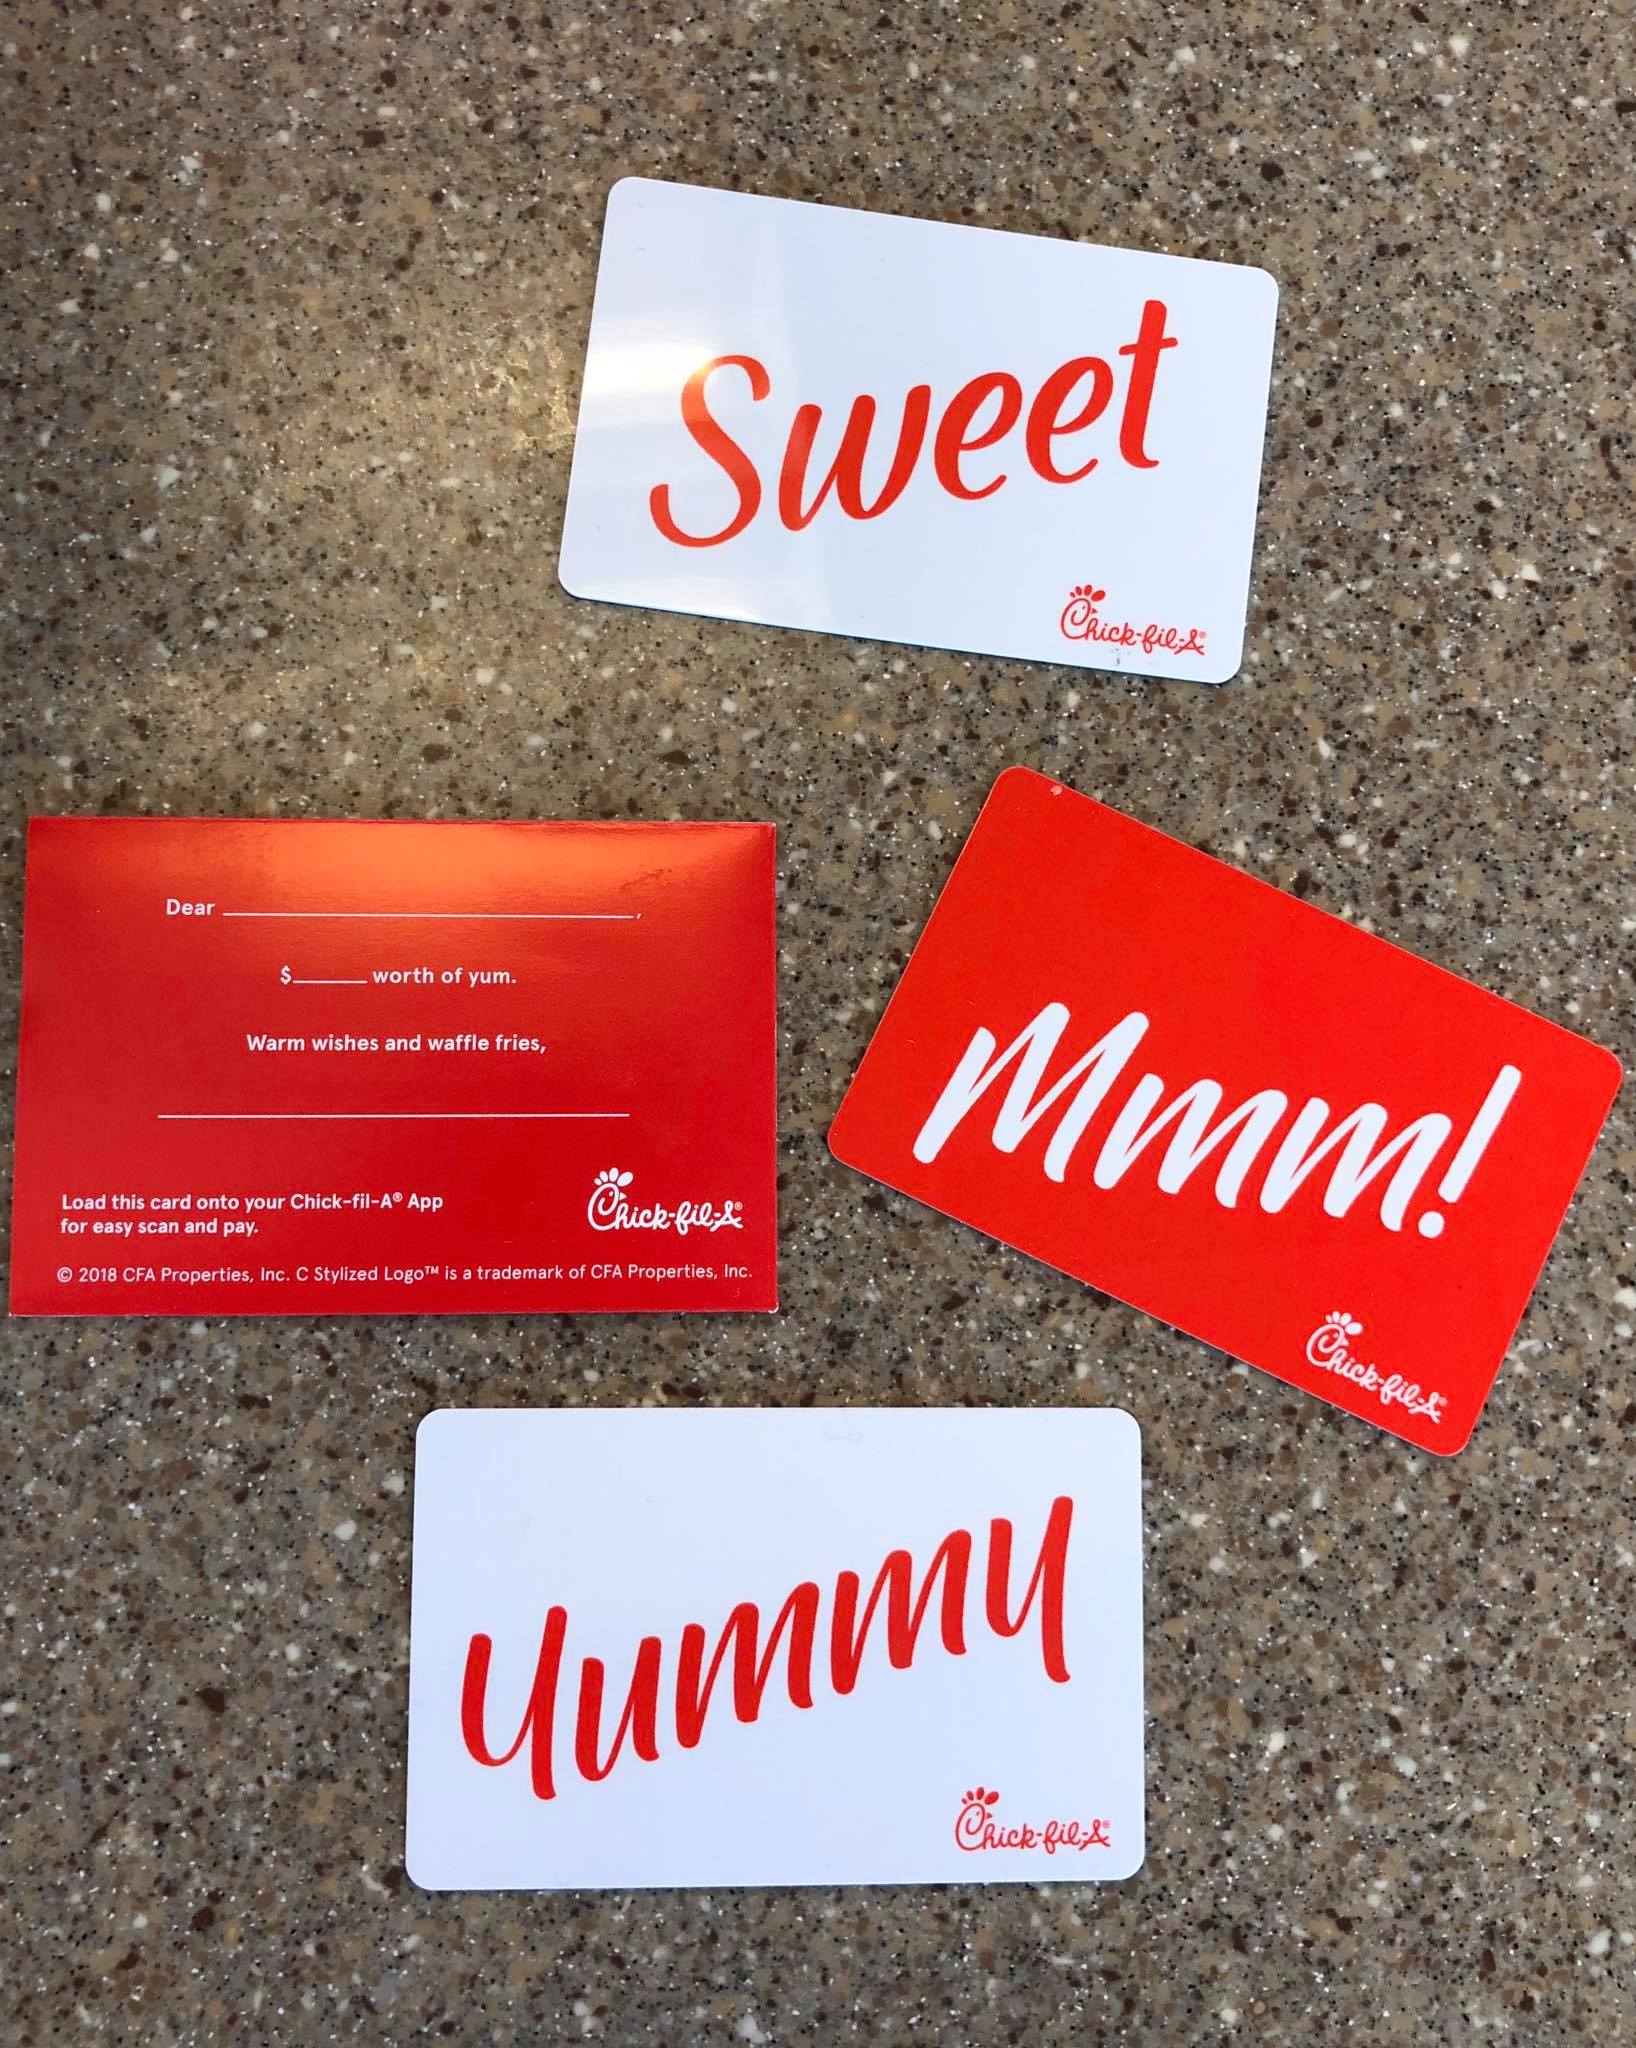 Sweet
Chick-fil-A®
Dear ____________________,
$______ worth of yum.
Warm wishes and waffle fries,
Load this card onto your Chick-fil-A® App
for easy scan and pay.
Chick-fil-A®
© 2018 CFA Properties, Inc. C Stylized Logo™ is a trademark of CFA Properties, Inc.
Mmm!
Chick-fil-A®
Yummy
Chick-fil-A®